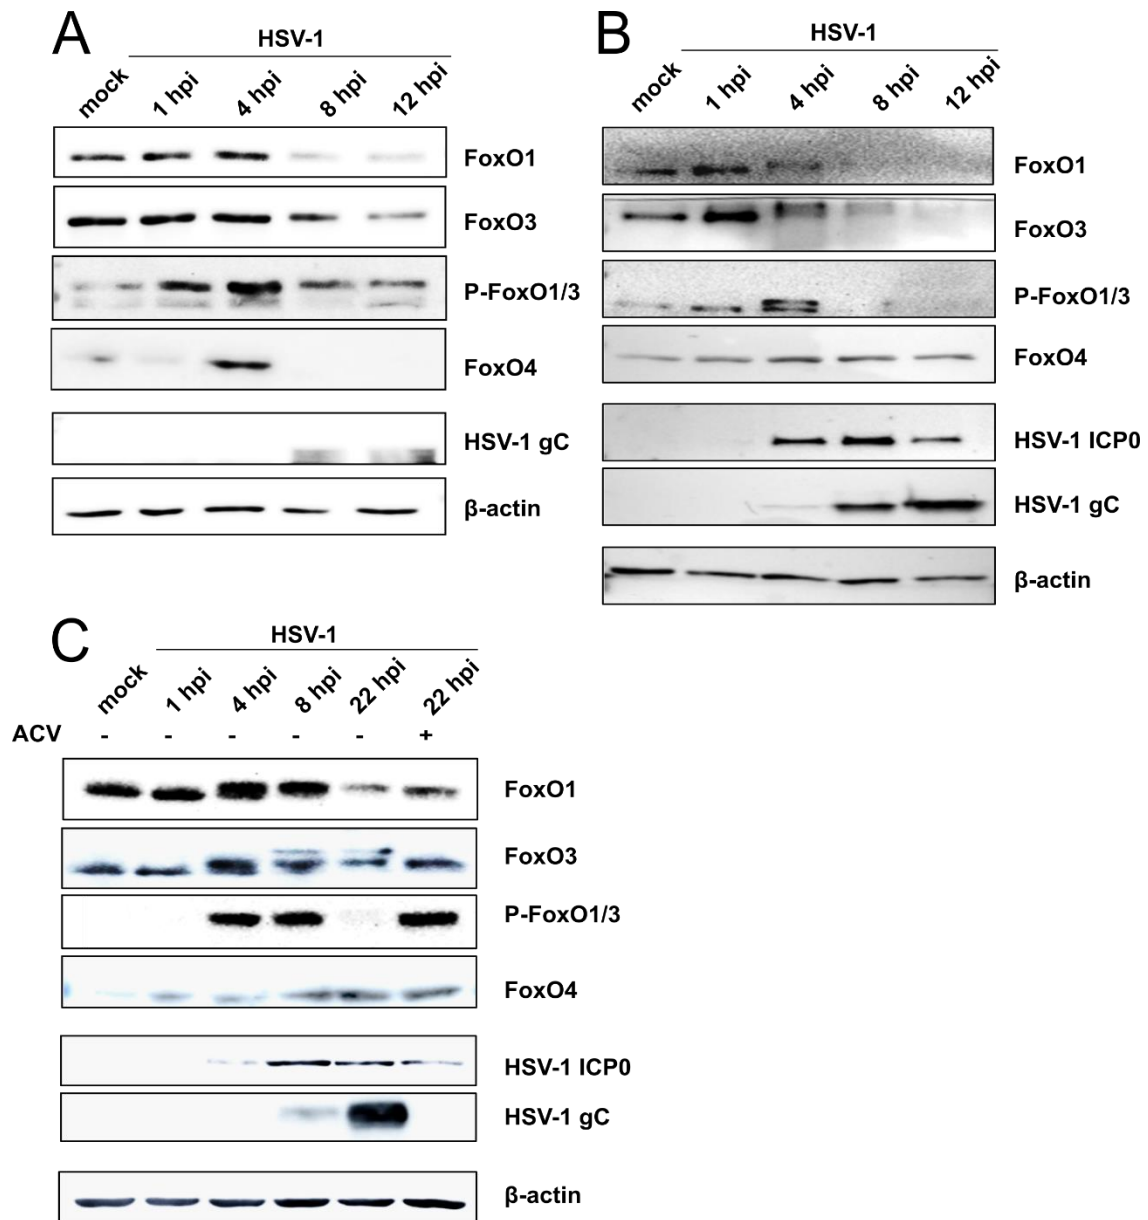 A
HSV-1
mock 1 hpi 4 hpi 8 hpi 12 hpi
FoxO1
FoxO3
P-FoxO1/3
FoxO4
HSV-1 gC
β-actin
B
HSV-1
mock 1 hpi 4 hpi 8 hpi 12 hpi
FoxO1
FoxO3
P-FoxO1/3
FoxO4
HSV-1 ICP0
HSV-1 gC
β-actin
C
HSV-1
mock 1 hpi 4 hpi 8 hpi 22 hpi 22 hpi
ACV - - - - - +
FoxO1
FoxO3
P-FoxO1/3
FoxO4
HSV-1 ICP0
HSV-1 gC
β-actin